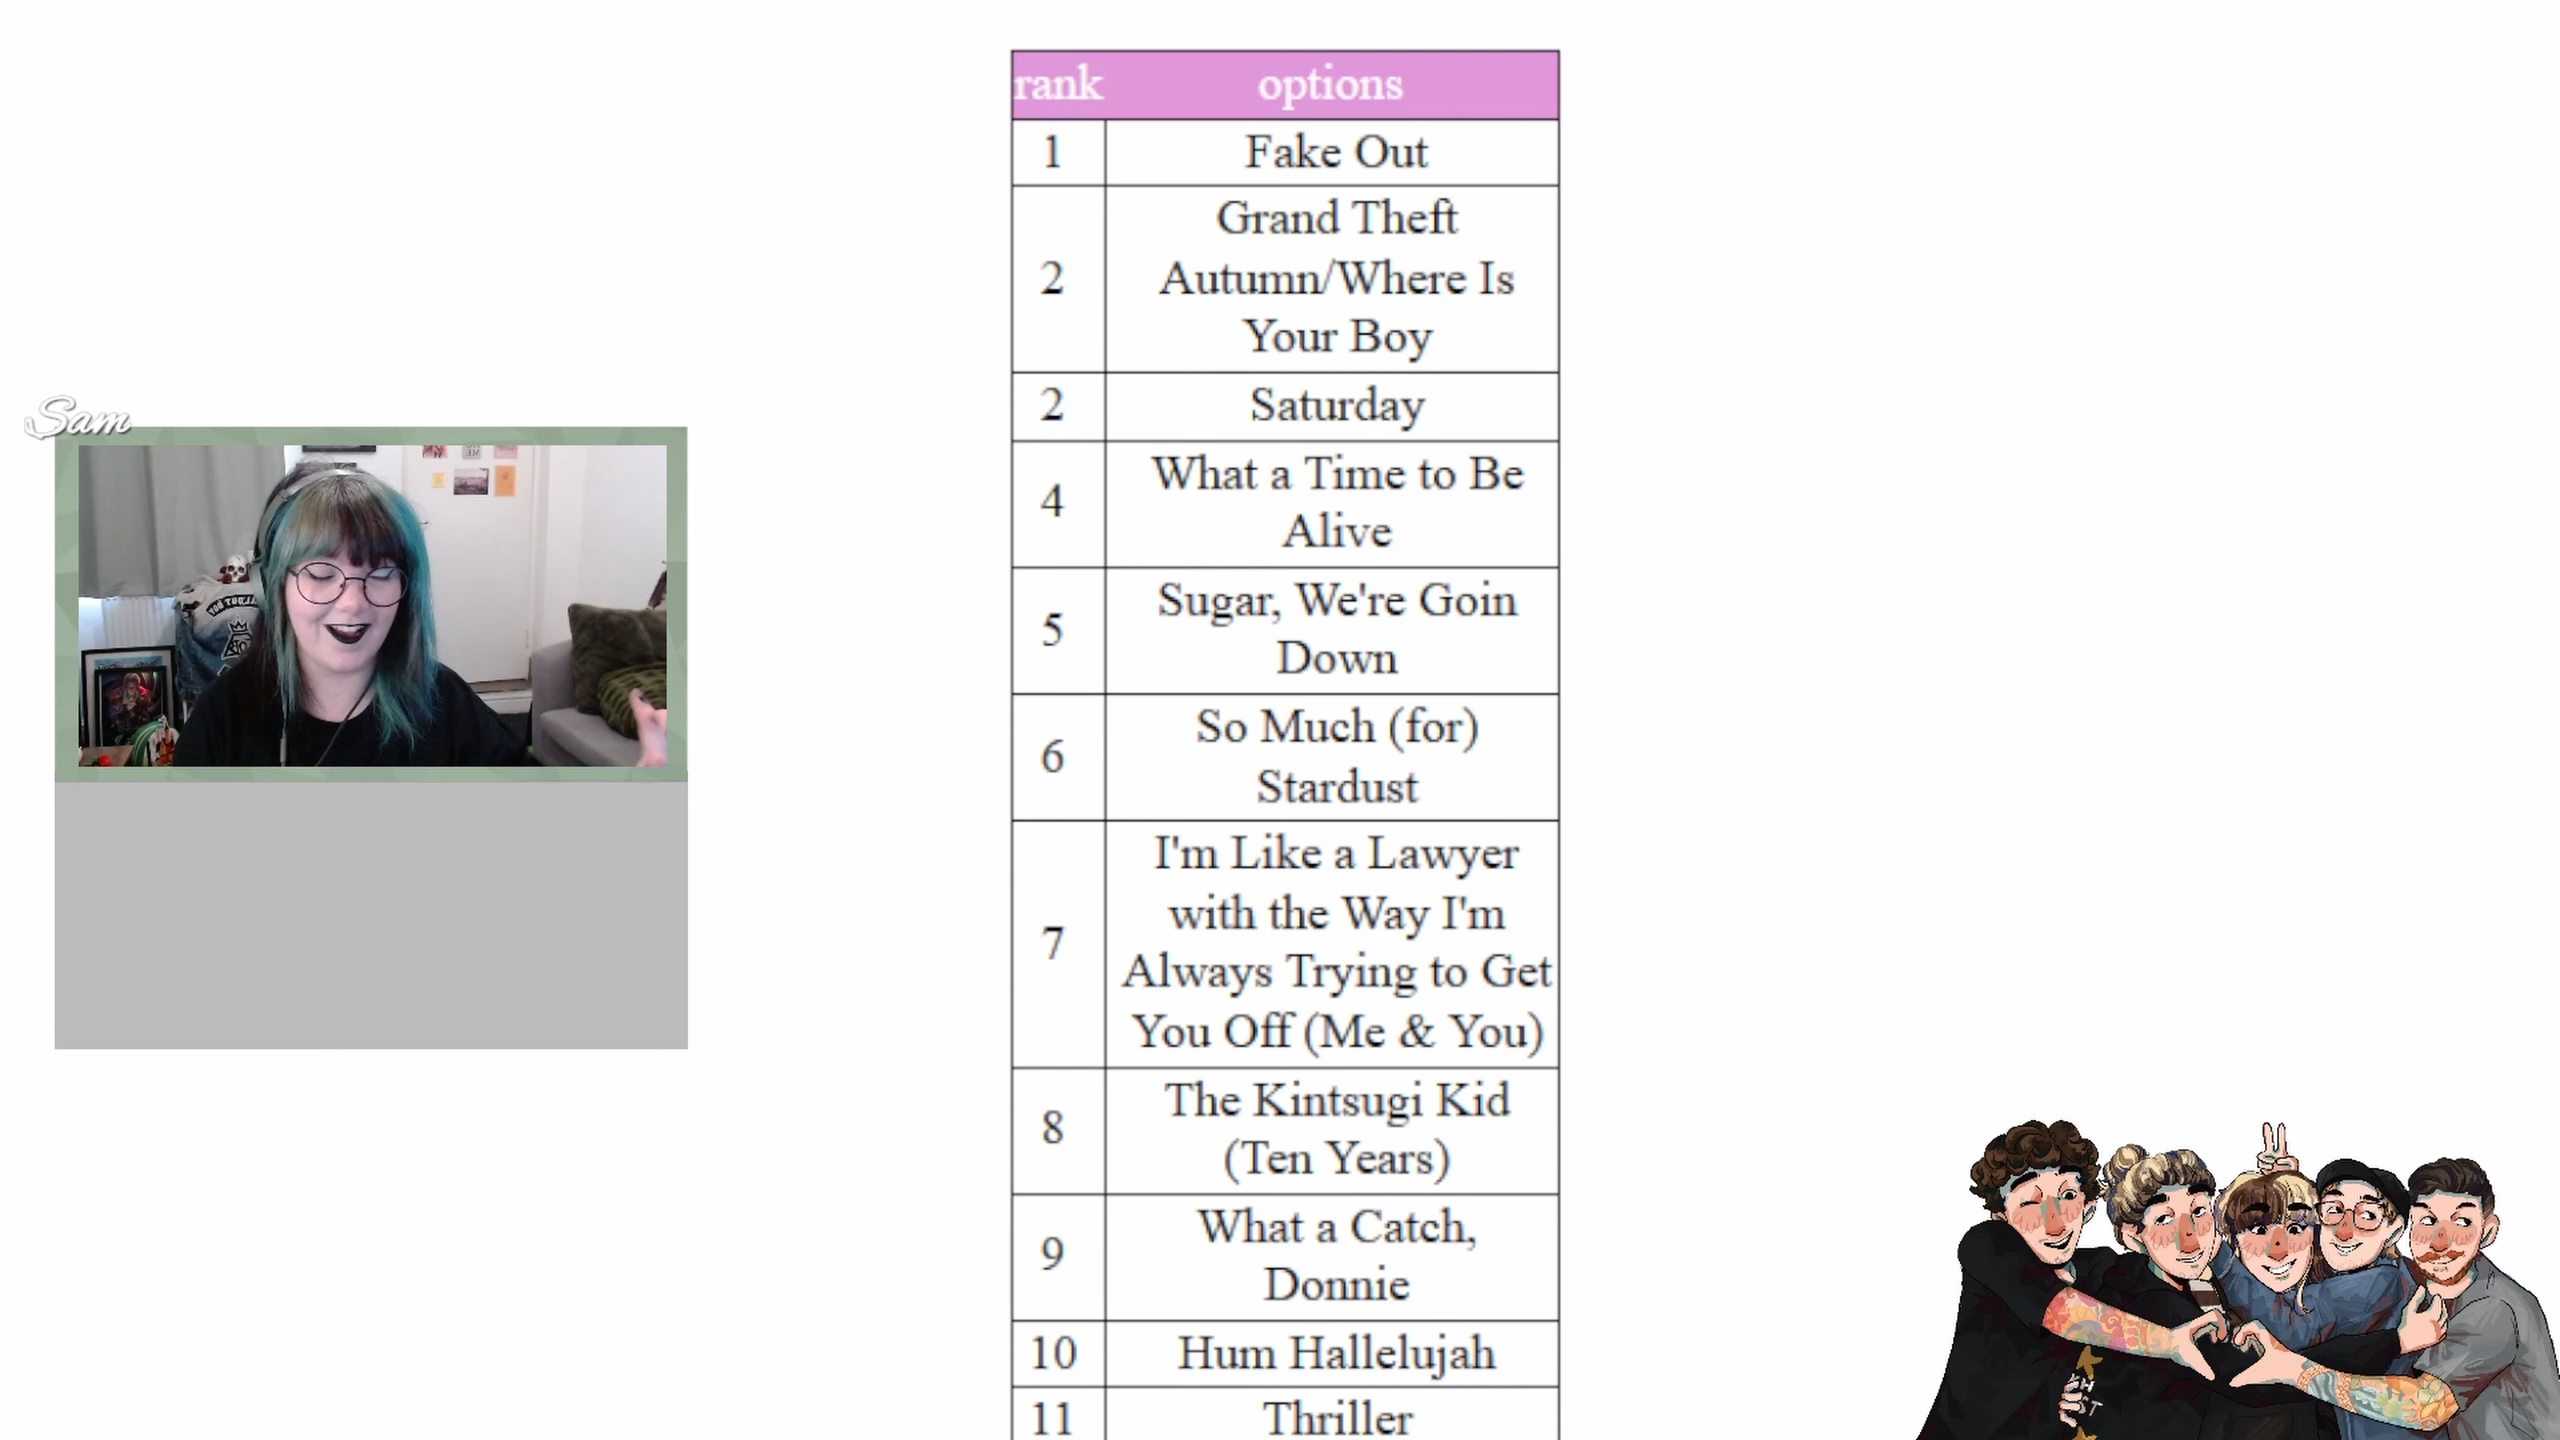 rank options
1 Fake Out
Grand Theft
2 Autumn/Where Is
Your Boy
2 Saturday
What a Time to Be
4
Alive
Sugar, We're Goin
5
Down
So Much (for)
6
Stardust
I'm Like a Lawyer
with the Way I'm
7
Always Trying to Get
You Off (Me & You)
The Kintsugi Kid
8
(Ten Years)
What a Catch,
9
Donnie
10 Hum Hallelujah
11 Thriller
Sam